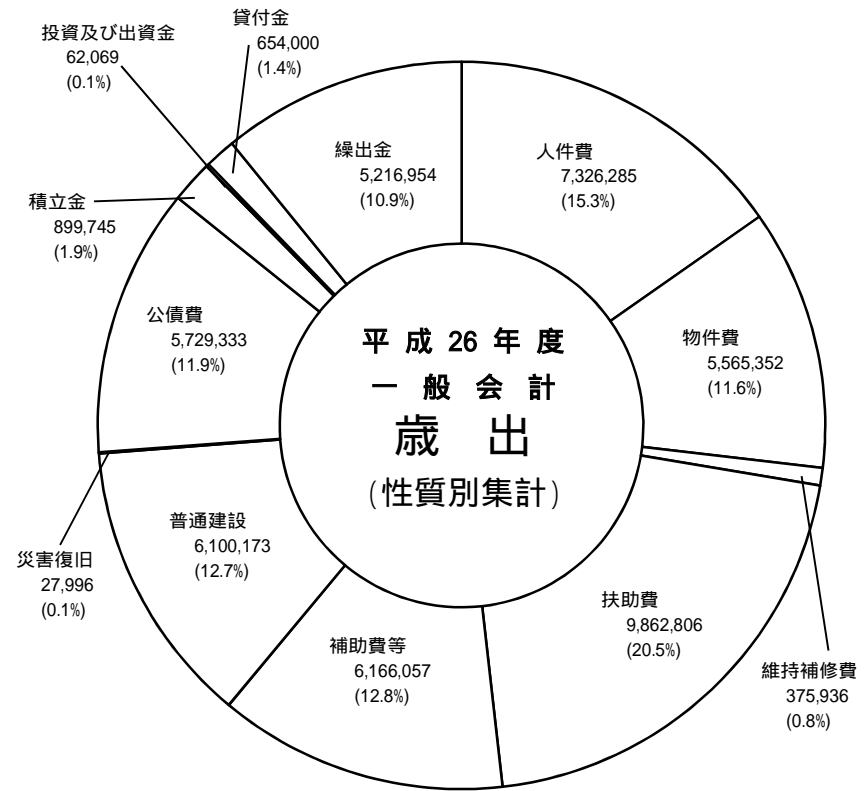 投資及び出資金
62,069
(0.1%)
貸付金
654,000
(1.4%)
繰出金
5,216,954
(10.9%)
人件費
7,326,285
(15.3%)
積立金
899,745
(1.9%)
公債費
5,729,333
(11.9%)
平成26年度
一般会計
歳出
(性質別集計)
物件費
5,565,352
(11.6%)
災害復旧
27,996
(0.1%)
普通建設
6,100,173
(12.7%)
補助費等
6,166,057
(12.8%)
扶助費
9,862,806
(20.5%)
維持補修費
375,936
(0.8%)